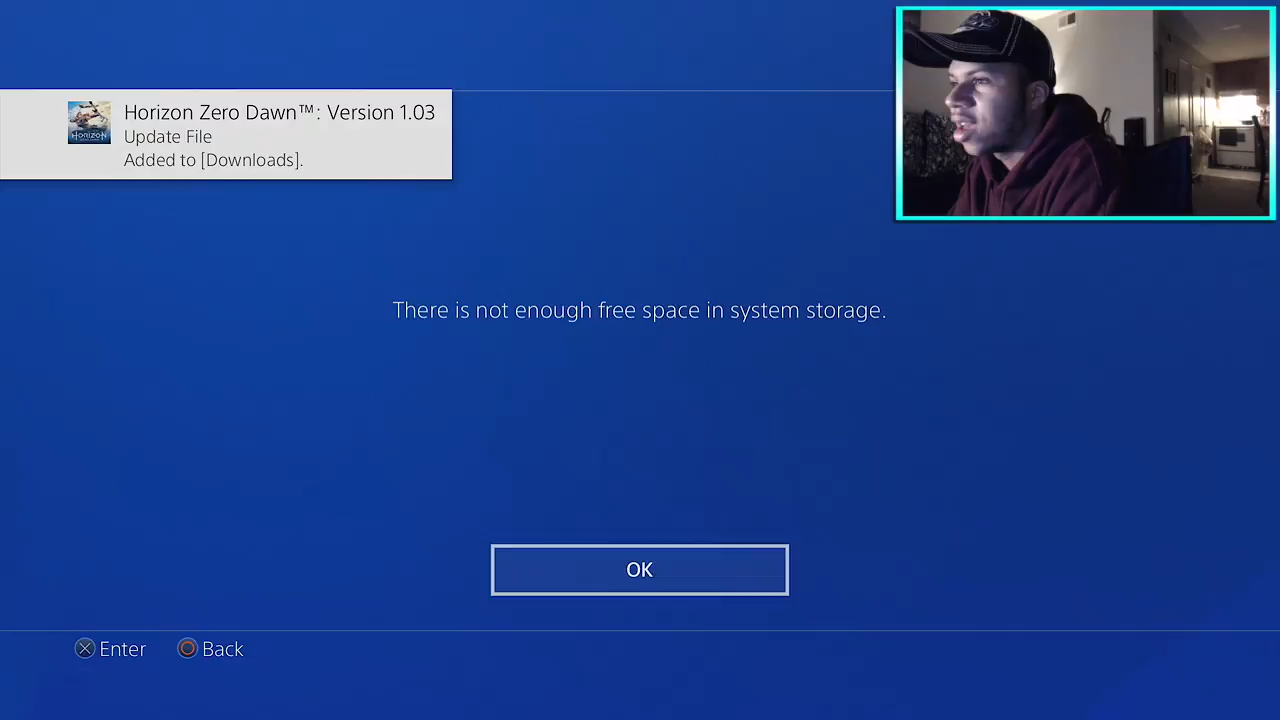 Horizon Zero Dawn™: Version 1.03
Update File
Added to [Downloads].
HORIZON
There is not enough free space in system storage.
OK
Enter
Back